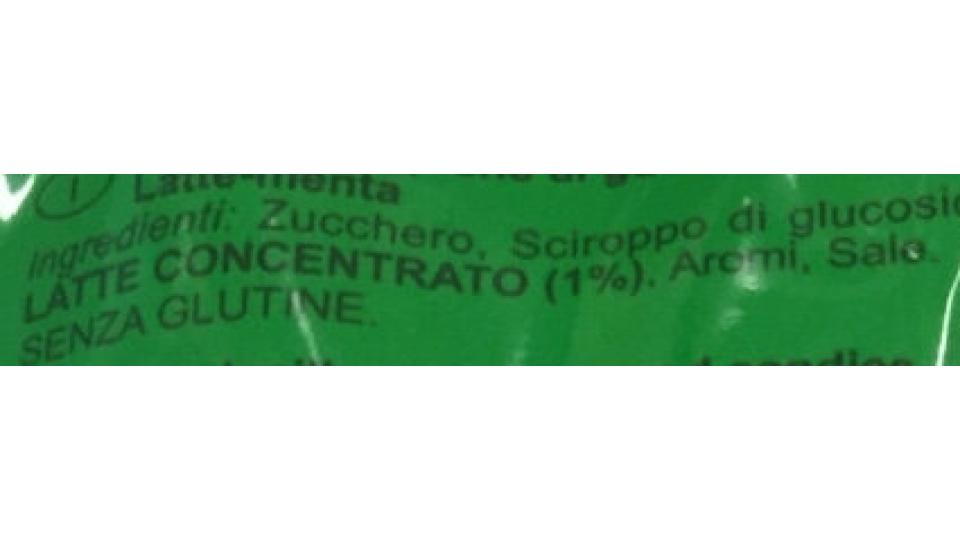 Latte-menta
Ingredienti: Zucchero, Sciroppo di glucosio
LATTE CONCENTRATO (1%). Aromi, Sale.
SENZA GLUTINE.